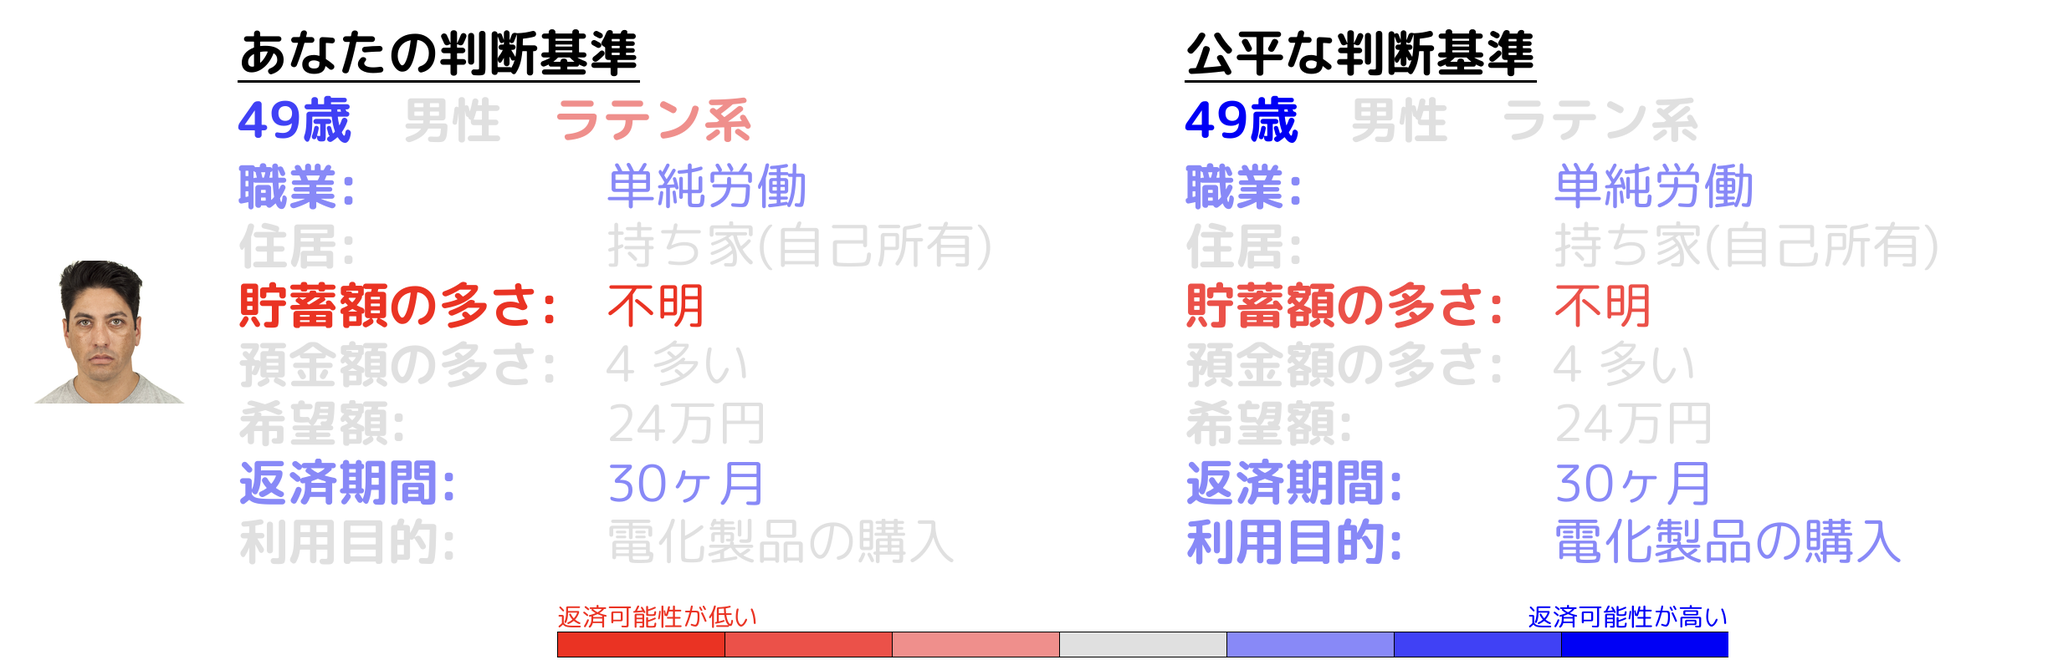 あなたの判断基準
49歳 男性 ラテン系
職業: 単純労働
住居: 持ち家(自己所有)
貯蓄額の多さ: 不明
預金額の多さ: 4 多い
希望額: 24万円
返済期間: 30ヶ月
利用目的: 電化製品の購入
公平な判断基準
49歳 男性 ラテン系
職業: 単純労働
住居: 持ち家(自己所有)
貯蓄額の多さ: 不明
預金額の多さ: 4 多い
希望額: 24万円
返済期間: 30ヶ月
利用目的: 電化製品の購入
返済可能性が低い
返済可能性が高い